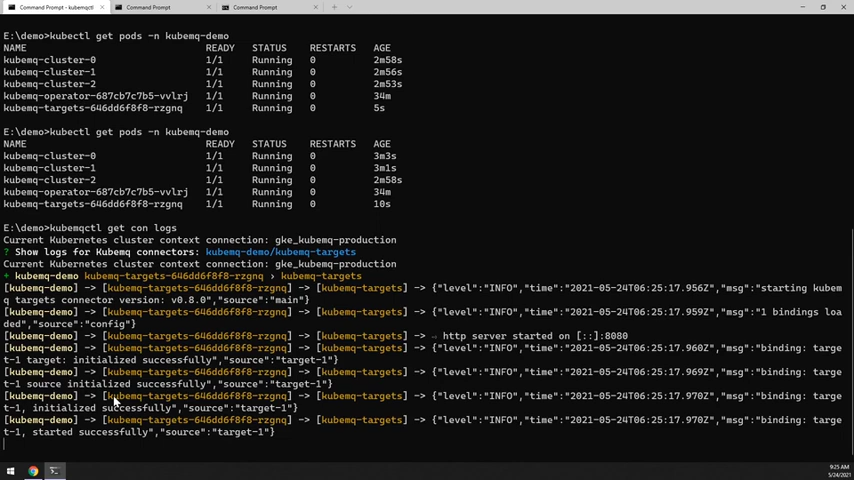 Command Prompt - kubemqctl
Command Prompt
Command Prompt
E:\demo>kubectl get pods -n kubemq-demo
NAME READY STATUS RESTARTS AGE
kubemq-cluster-0 1/1 Running 0 2m58s
kubemq-cluster-1 1/1 Running 0 2m56s
kubemq-cluster-2 1/1 Running 0 2m53s
kubemq-operator-687cb7c7b5-vvlrj 1/1 Running 0 34m
kubemq-targets-646dd6f8f8-rzgnq 1/1 Running 0 5s
E:\demo>kubectl get pods -n kubemq-demo
NAME READY STATUS RESTARTS AGE
kubemq-cluster-0 1/1 Running 0 3m3s
kubemq-cluster-1 1/1 Running 0 3m1s
kubemq-cluster-2 1/1 Running 0 2m58s
kubemq-operator-687cb7c7b5-vvlrj 1/1 Running 0 34m
kubemq-targets-646dd6f8f8-rzgnq 1/1 Running 0 10s
E:\demo>kubemqctl get con logs
Current Kubernetes cluster context connection: gke_kubemq-production
? Show logs for Kubemq connectors: kubemq-demo/kubemq-targets
Current Kubernetes cluster context connection: gke_kubemq-production
+ kubemq-demo kubemq-targets-646dd6f8f8-rzgnq › kubemq-targets
[kubemq-demo] -> [kubemq-targets-646dd6f8f8-rzgnq] -> [kubemq-targets] -> {"level":"INFO","time":"2021-05-24T06:25:17.956Z","msg":"starting kubem
q targets connector version: v0.8.0","source":"main"}
[kubemq-demo] -> [kubemq-targets-646dd6f8f8-rzgnq] -> [kubemq-targets] -> {"level":"INFO","time":"2021-05-24T06:25:17.959Z","msg":"1 bindings loa
ded","source":"config"}
[kubemq-demo] -> [kubemq-targets-646dd6f8f8-rzgnq] -> [kubemq-targets] -> → http server started on [::]:8080
[kubemq-demo] -> [kubemq-targets-646dd6f8f8-rzgnq] -> [kubemq-targets] -> {"level":"INFO","time":"2021-05-24T06:25:17.960Z","msg":"binding: targe
t-1 target: initialized successfully","source":"target-1"}
[kubemq-demo] -> [kubemq-targets-646dd6f8f8-rzgnq] -> [kubemq-targets] -> {"level":"INFO","time":"2021-05-24T06:25:17.969Z","msg":"binding: targe
t-1 source initialized successfully","source":"target-1"}
[kubemq-demo] -> [kubemq-targets-646dd6f8f8-rzgnq] -> [kubemq-targets] -> {"level":"INFO","time":"2021-05-24T06:25:17.970Z","msg":"binding: targe
t-1, initialized successfully","source":"target-1"}
[kubemq-demo] -> [kubemq-targets-646dd6f8f8-rzgnq] -> [kubemq-targets] -> {"level":"INFO","time":"2021-05-24T06:25:17.970Z","msg":"binding: targe
t-1, started successfully","source":"target-1"}
9:25 AM
5/24/2021